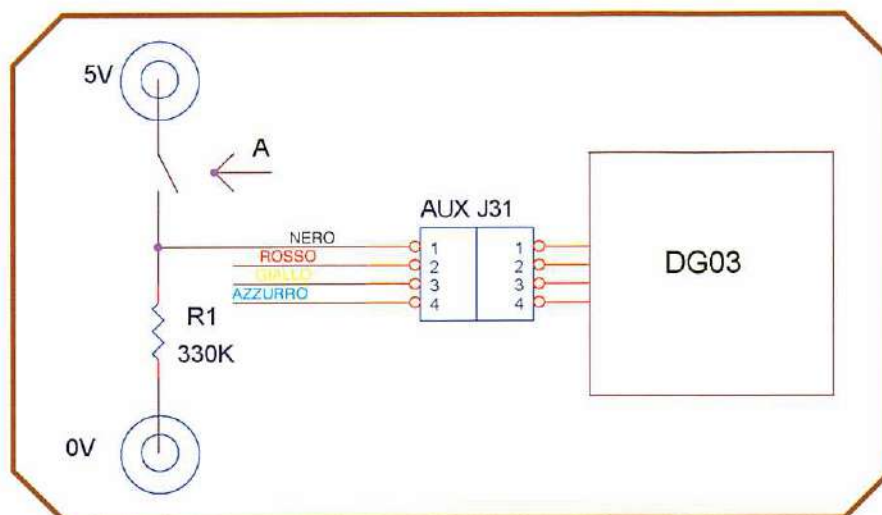 5V
A
AUX J31
NERO
ROSSO
GIALLO
AZZURRO
1
2
3
4
1
2
3
4
DG03
R1
330K
0V